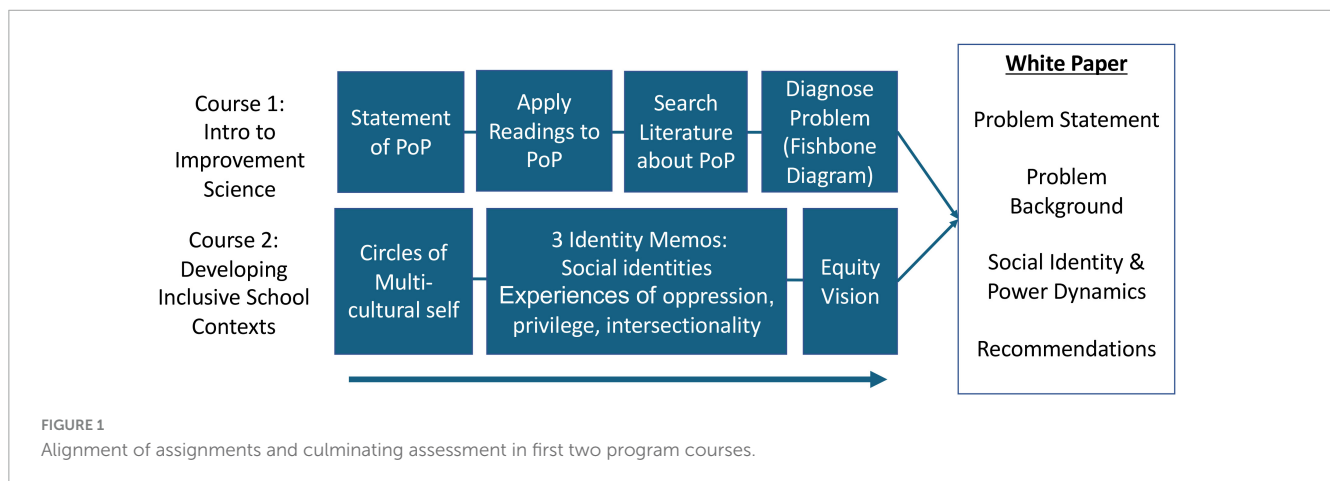 Course 1:
Intro to
Improvement
Science
Statement
of PoP
Apply
Readings to
PoP
Search
Literature
about PoP
Diagnose
Problem
(Fishbone
Diagram)
Course 2:
Developing
Inclusive School
Contexts
Circles of
Multi-
cultural self
3 Identity Memos:
Social identities
Experiences of oppression,
privilege, intersectionality
Equity
Vision
White Paper
Problem Statement
Problem
Background
Social Identity &
Power Dynamics
Recommendations
FIGURE 1
Alignment of assignments and culminating assessment in first two program courses.